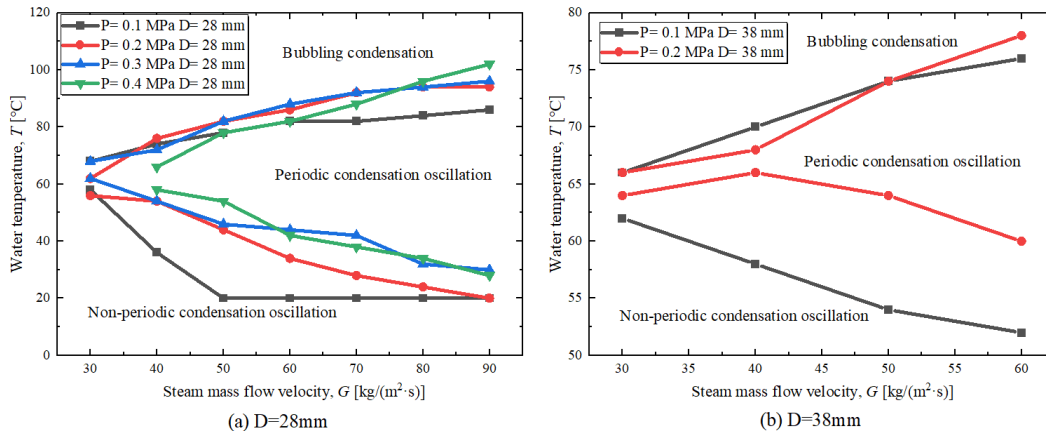 P= 0.1 MPa D= 28 mm
P= 0.2 MPa D= 28 mm
P= 0.3 MPa D= 28 mm
P= 0.4 MPa D= 28 mm
Bubbling condensation
Periodic condensation oscillation
Non-periodic condensation oscillation
Water temperature, T [°C]
140
120
100
80
60
40
20
0
30 40 50 60 70 80 90
Steam mass flow velocity, G [kg/(m²·s)]
(a) D=28mm
P= 0.1 MPa D= 38 mm
P= 0.2 MPa D= 38 mm
Bubbling condensation
Periodic condensation oscillation
Non-periodic condensation oscillation
Water temperature, T [°C]
80
75
70
65
60
55
50
30 35 40 45 50 55 60
Steam mass flow velocity, G [kg/(m²·s)]
(b) D=38mm